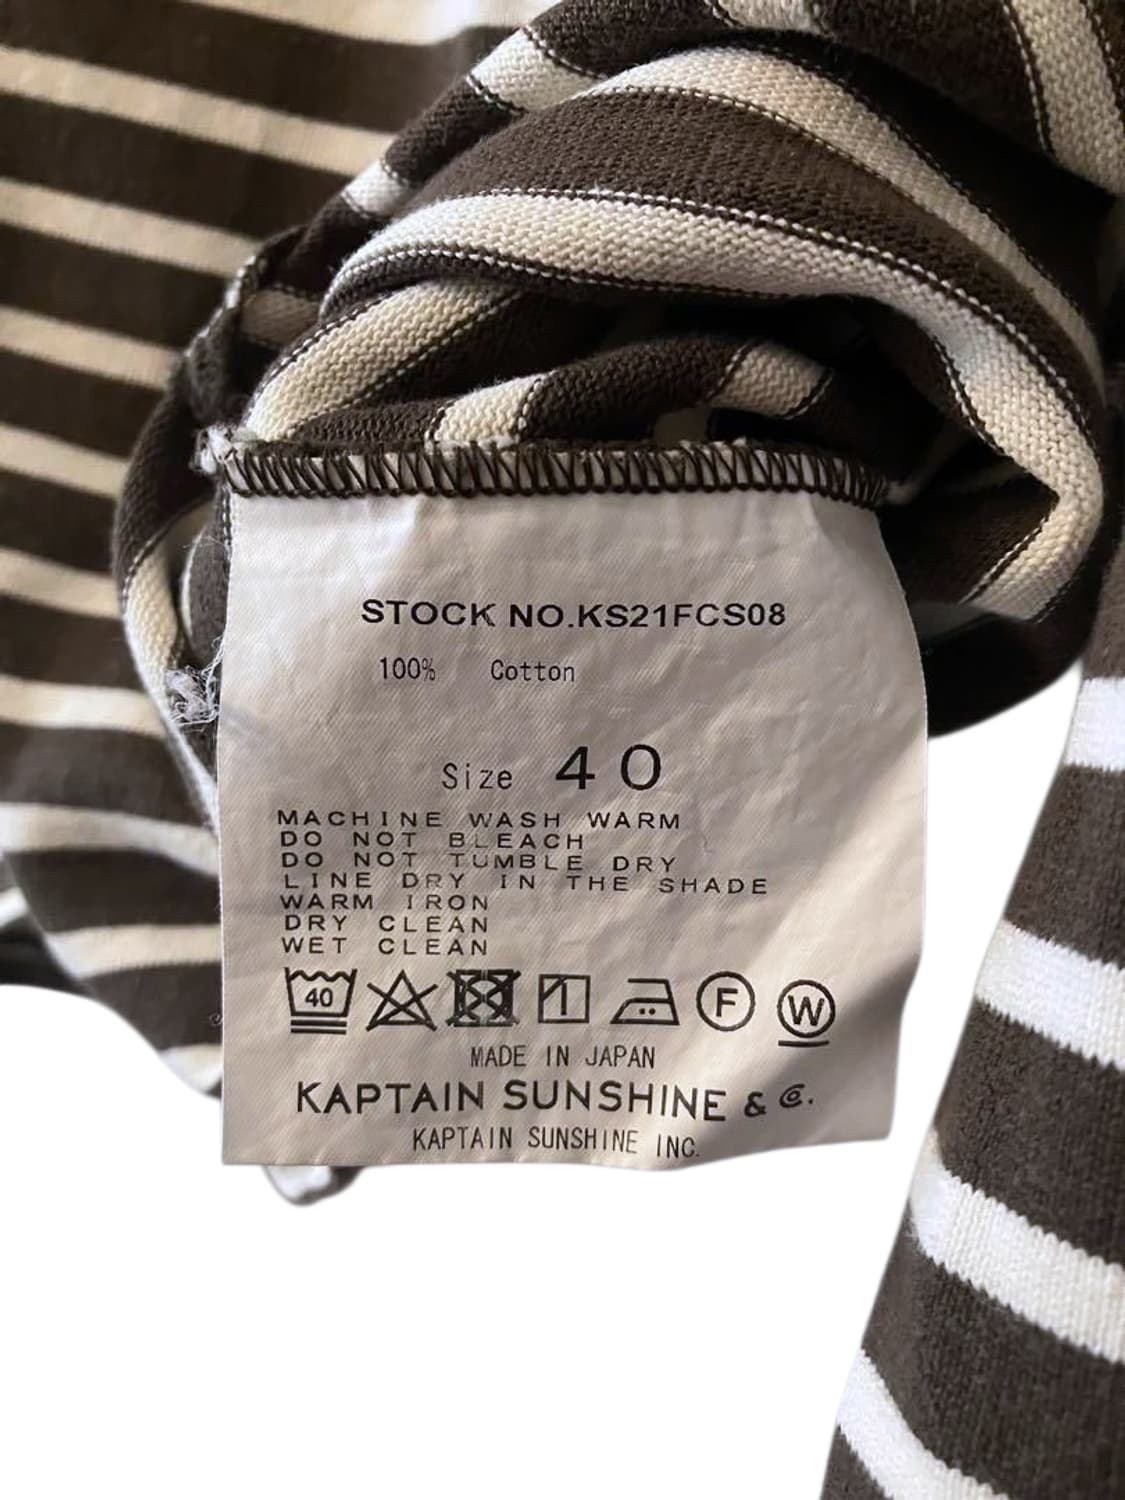 STOCK NO.KS21FCS08
100% Cotton
Size 40
MACHINE WASH WARM
DO NOT BLEACH
DO NOT TUMBLE DRY
LINE DRY IN THE SHADE
WARM IRON
DRY CLEAN
WET CLEAN
40 F W
MADE IN JAPAN
KAPTAIN SUNSHINE & Co.
KAPTAIN SUNSHINE INC.